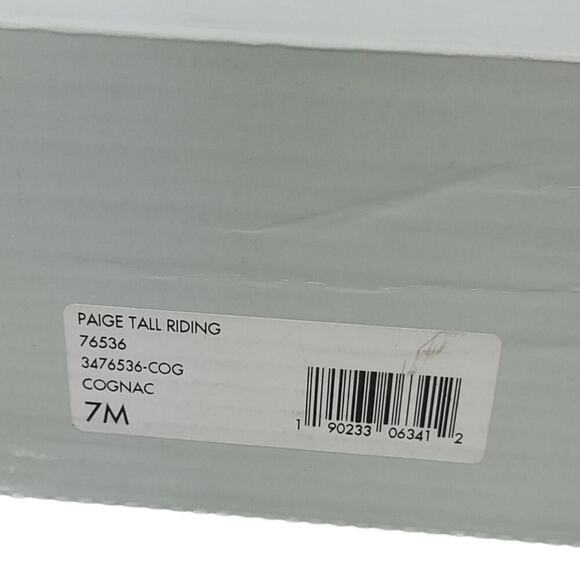 PAIGE TALL RIDING
76536
3476536-COG
COGNAC
7M
1 90233 06341 2